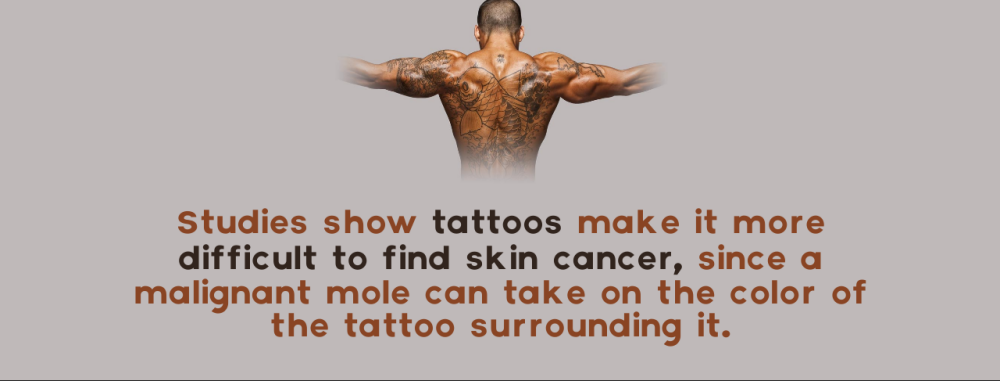 Studies show tattoos make it more
difficult to find skin cancer, since a
malignant mole can take on the color of
the tattoo surrounding it.